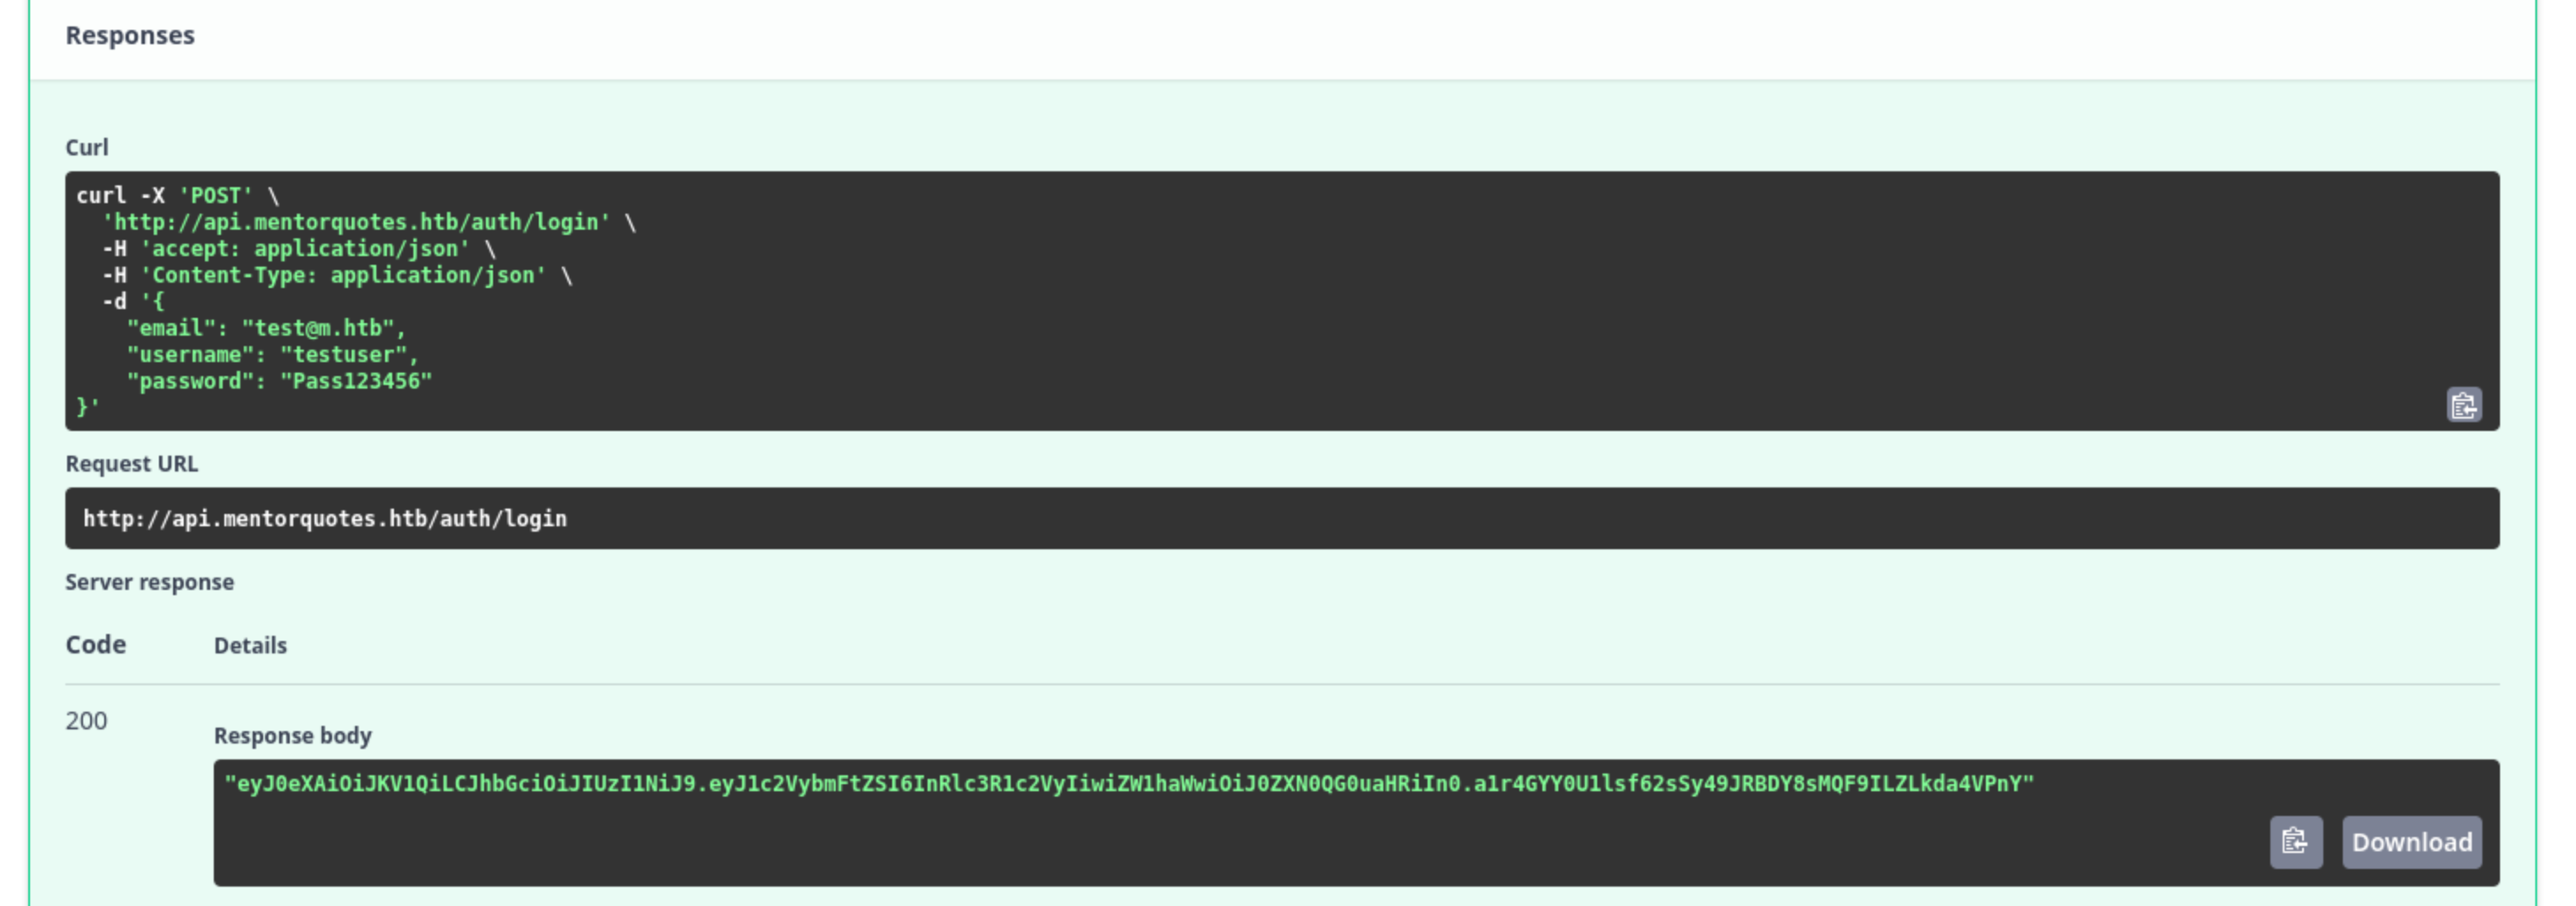 Responses
Curl
curl -X 'POST' \
  'http://api.mentorquotes.htb/auth/login' \
  -H 'accept: application/json' \
  -H 'Content-Type: application/json' \
  -d '{
    "email": "test@m.htb",
    "username": "testuser",
    "password": "Pass123456"
}'
Request URL
http://api.mentorquotes.htb/auth/login
Server response
Code Details
200
Response body
"eyJ0eXAiOiJKV1QiLCJhbGciOiJIUzI1NiJ9.eyJ1c2VybmFtZSI6InRlc3R1c2VyIiwiZW1haWwiOiJ0ZXN0QG0uaHRiIn0.a1r4GYY0U1lsf62sSy49JRBDY8sMQF9ILZLkda4VPnY"
Download